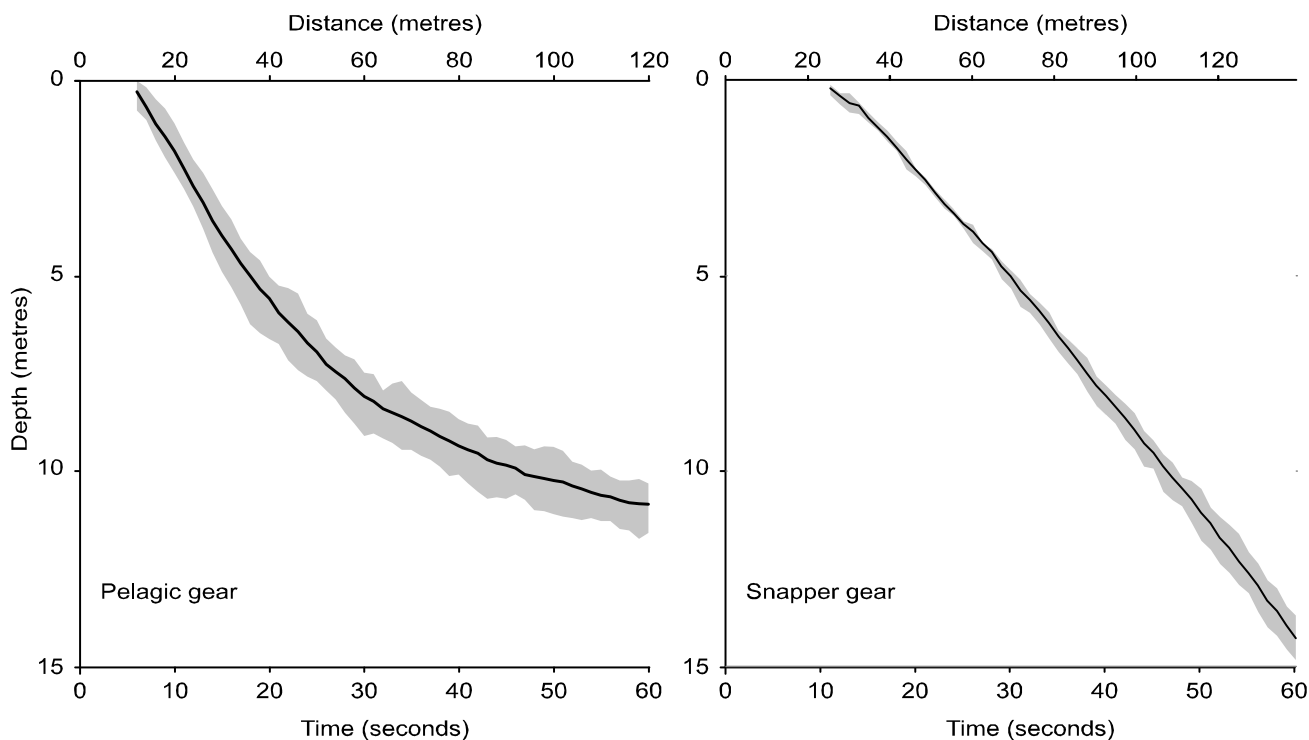 Distance (metres)
0 20 40 60 80 100 120
0
5
10
15
Depth (metres)
Pelagic gear
0 10 20 30 40 50 60
Time (seconds)
Distance (metres)
0 20 40 60 80 100 120
0
5
10
15
Snapper gear
0 10 20 30 40 50 60
Time (seconds)